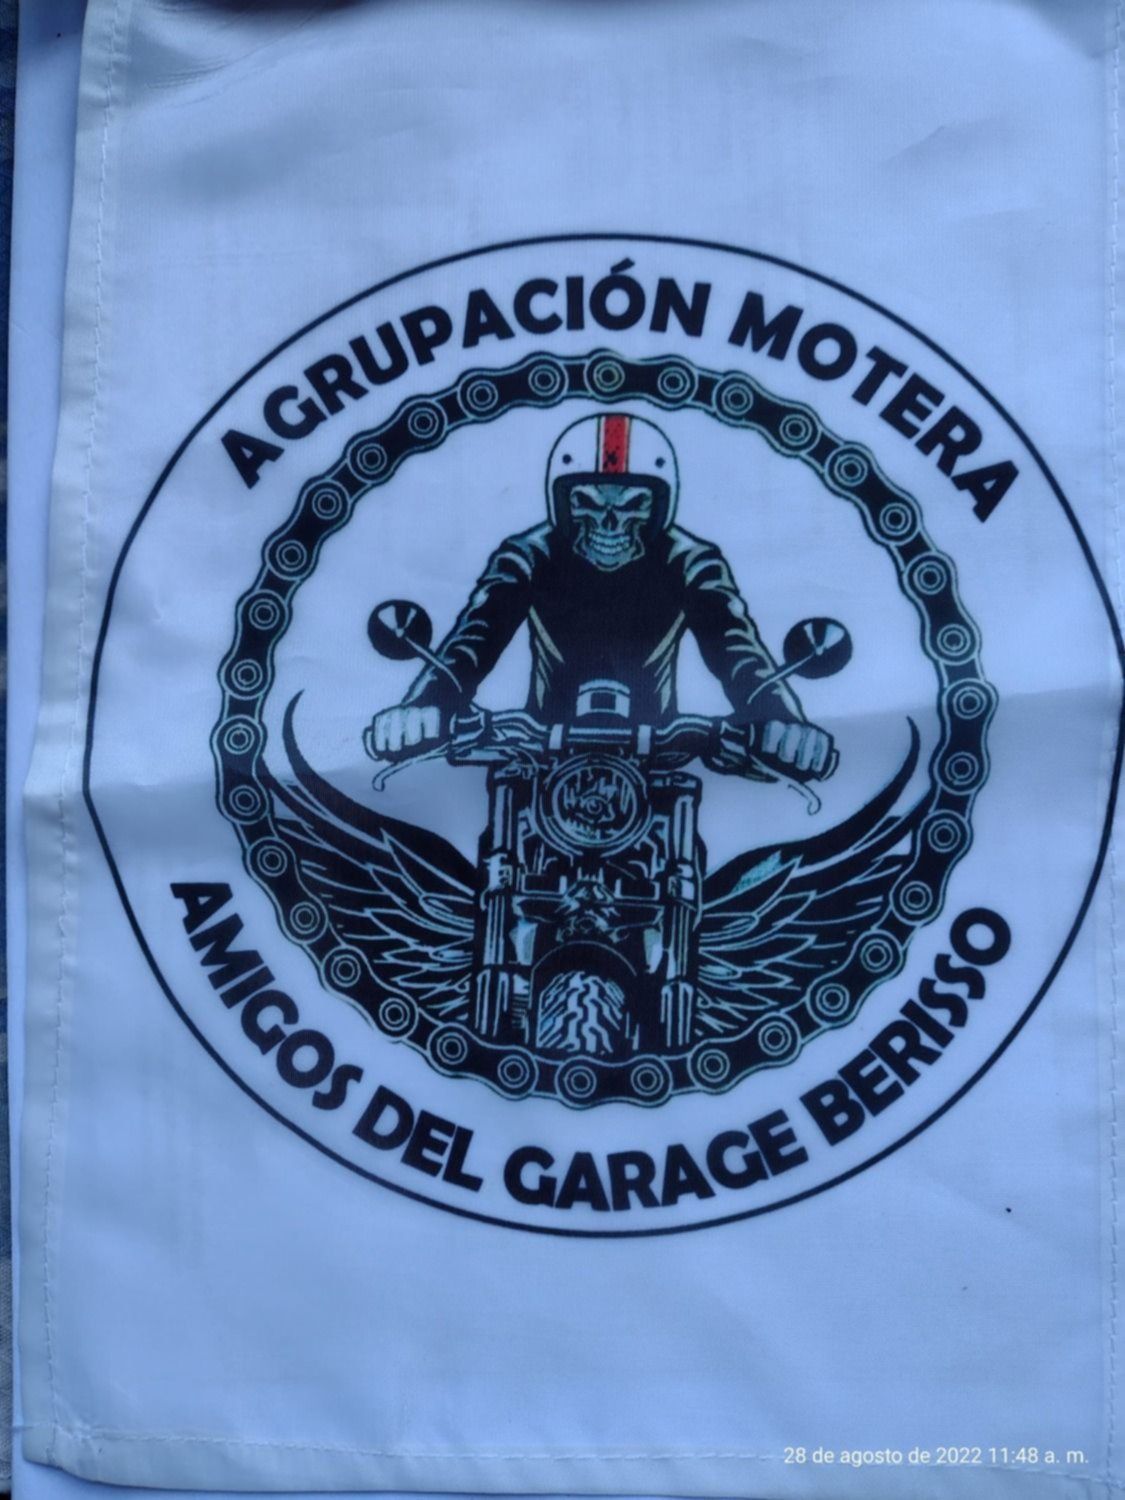 AGRUPACIÓN MOTERA
AMIGOS DEL GARAGE BERISSO
28 de agosto de 2022 11:48 a. m.